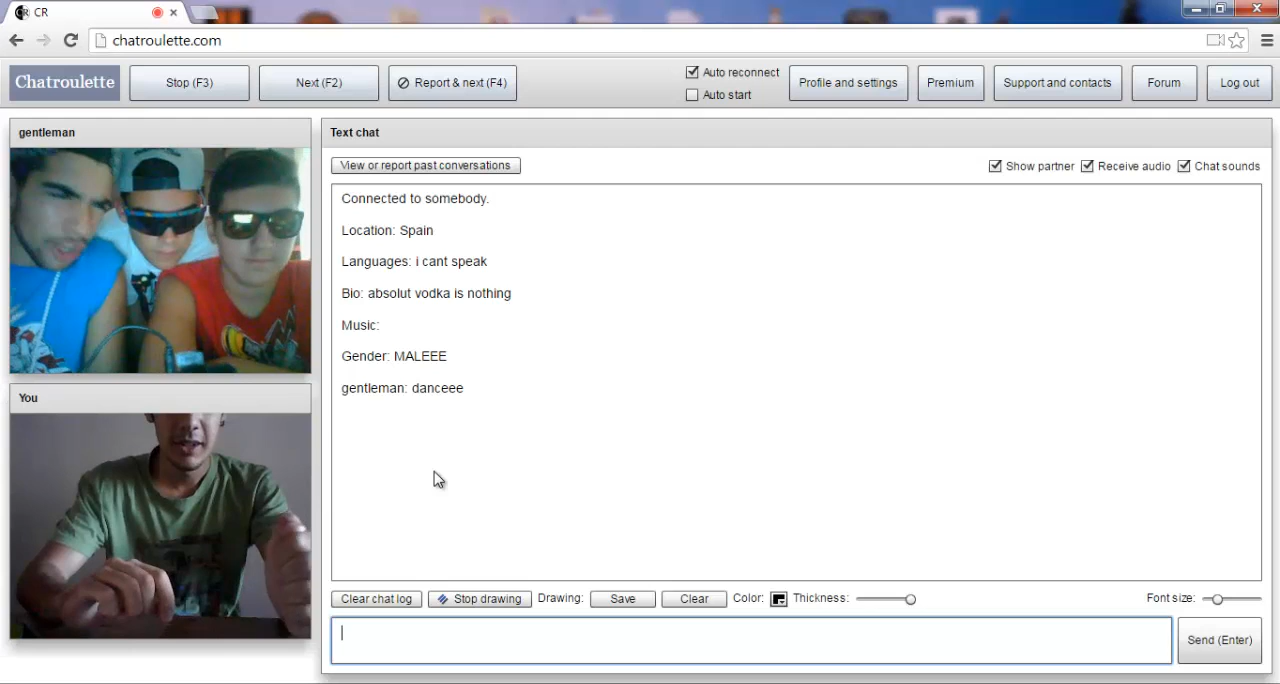 CR
chatroulette.com
Chatroulette
Stop (F3)
Next (F2)
Report & next (F4)
Auto reconnect
Auto start
Profile and settings
Premium
Support and contacts
Forum
Log out
gentleman
You
Text chat
View or report past conversations
Show partner
Receive audio
Chat sounds
Connected to somebody.
Location: Spain
Languages: i cant speak
Bio: absolut vodka is nothing
Music:
Gender: MALEEE
gentleman: danceee
Clear chat log
Stop drawing
Drawing:
Save
Clear
Color:
Thickness:
Font size:
Send (Enter)